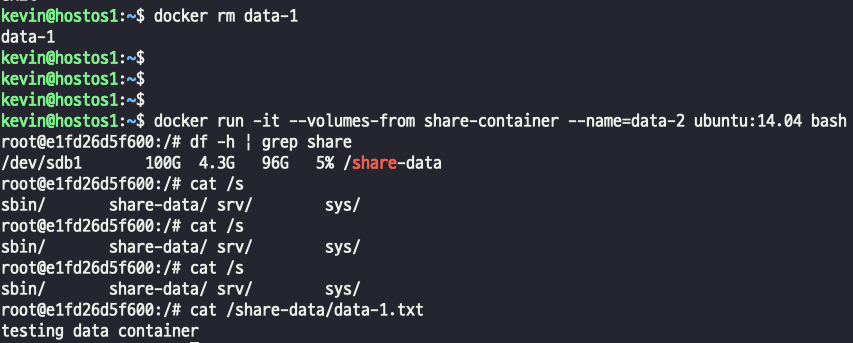 kevin@hostos1:~$ docker rm data-1
data-1
kevin@hostos1:~$
kevin@hostos1:~$
kevin@hostos1:~$
kevin@hostos1:~$ docker run -it --volumes-from share-container --name=data-2 ubuntu:14.04 bash
root@e1fd26d5f600:/# df -h | grep share
/dev/sdb1 100G 4.3G 96G 5% /share-data
root@e1fd26d5f600:/# cat /s
sbin/ share-data/ srv/ sys/
root@e1fd26d5f600:/# cat /s
sbin/ share-data/ srv/ sys/
root@e1fd26d5f600:/# cat /s
sbin/ share-data/ srv/ sys/
root@e1fd26d5f600:/# cat /share-data/data-1.txt
testing data container